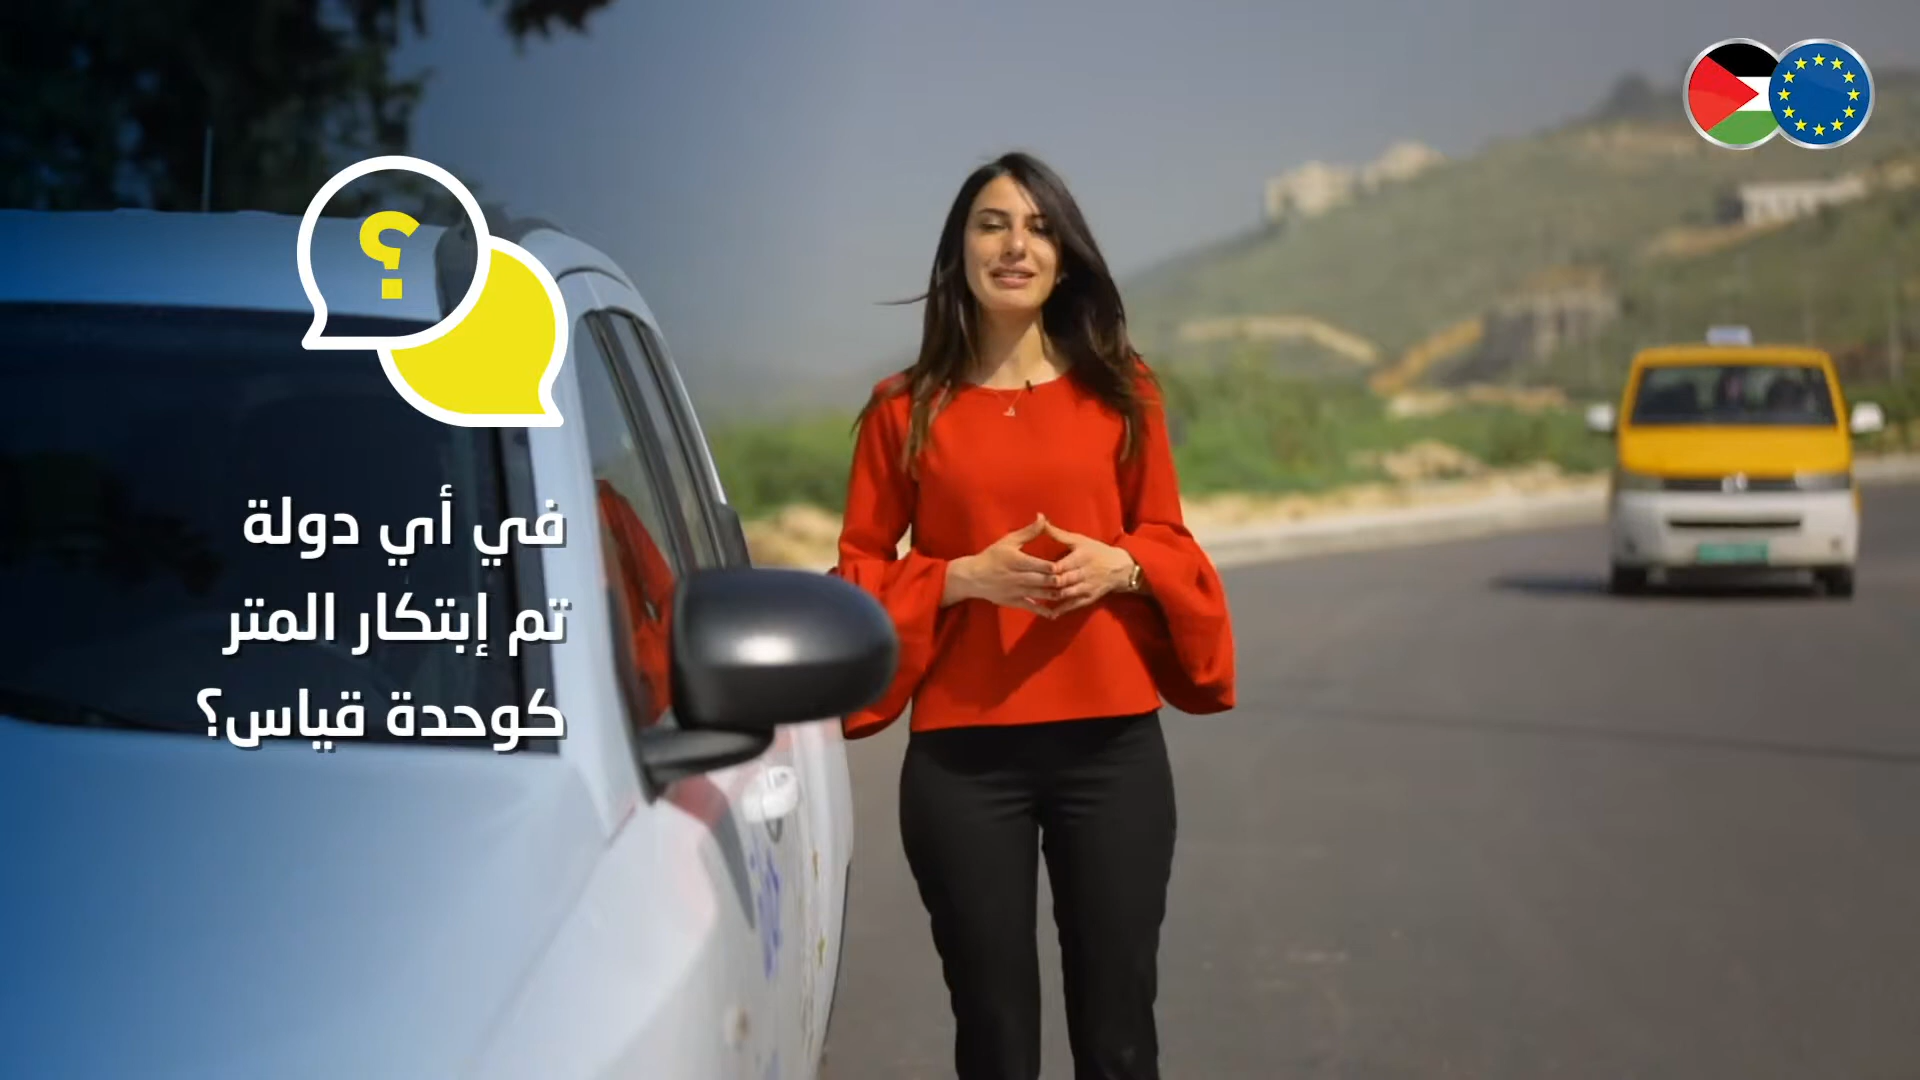 ؟
في أي دولة
تم إبتكار المتر
كوحدة قياس؟